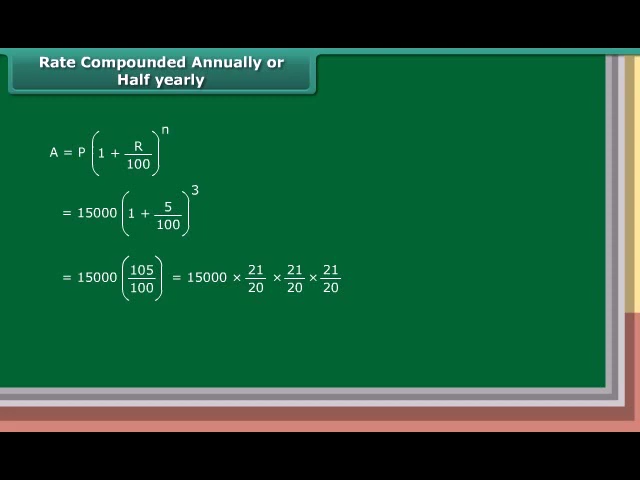 Rate Compounded Annually or
Half yearly
A = P (1 + R/100)^n
= 15000 (1 + 5/100)^3
= 15000 (105/100) = 15000 × 21/20 × 21/20 × 21/20